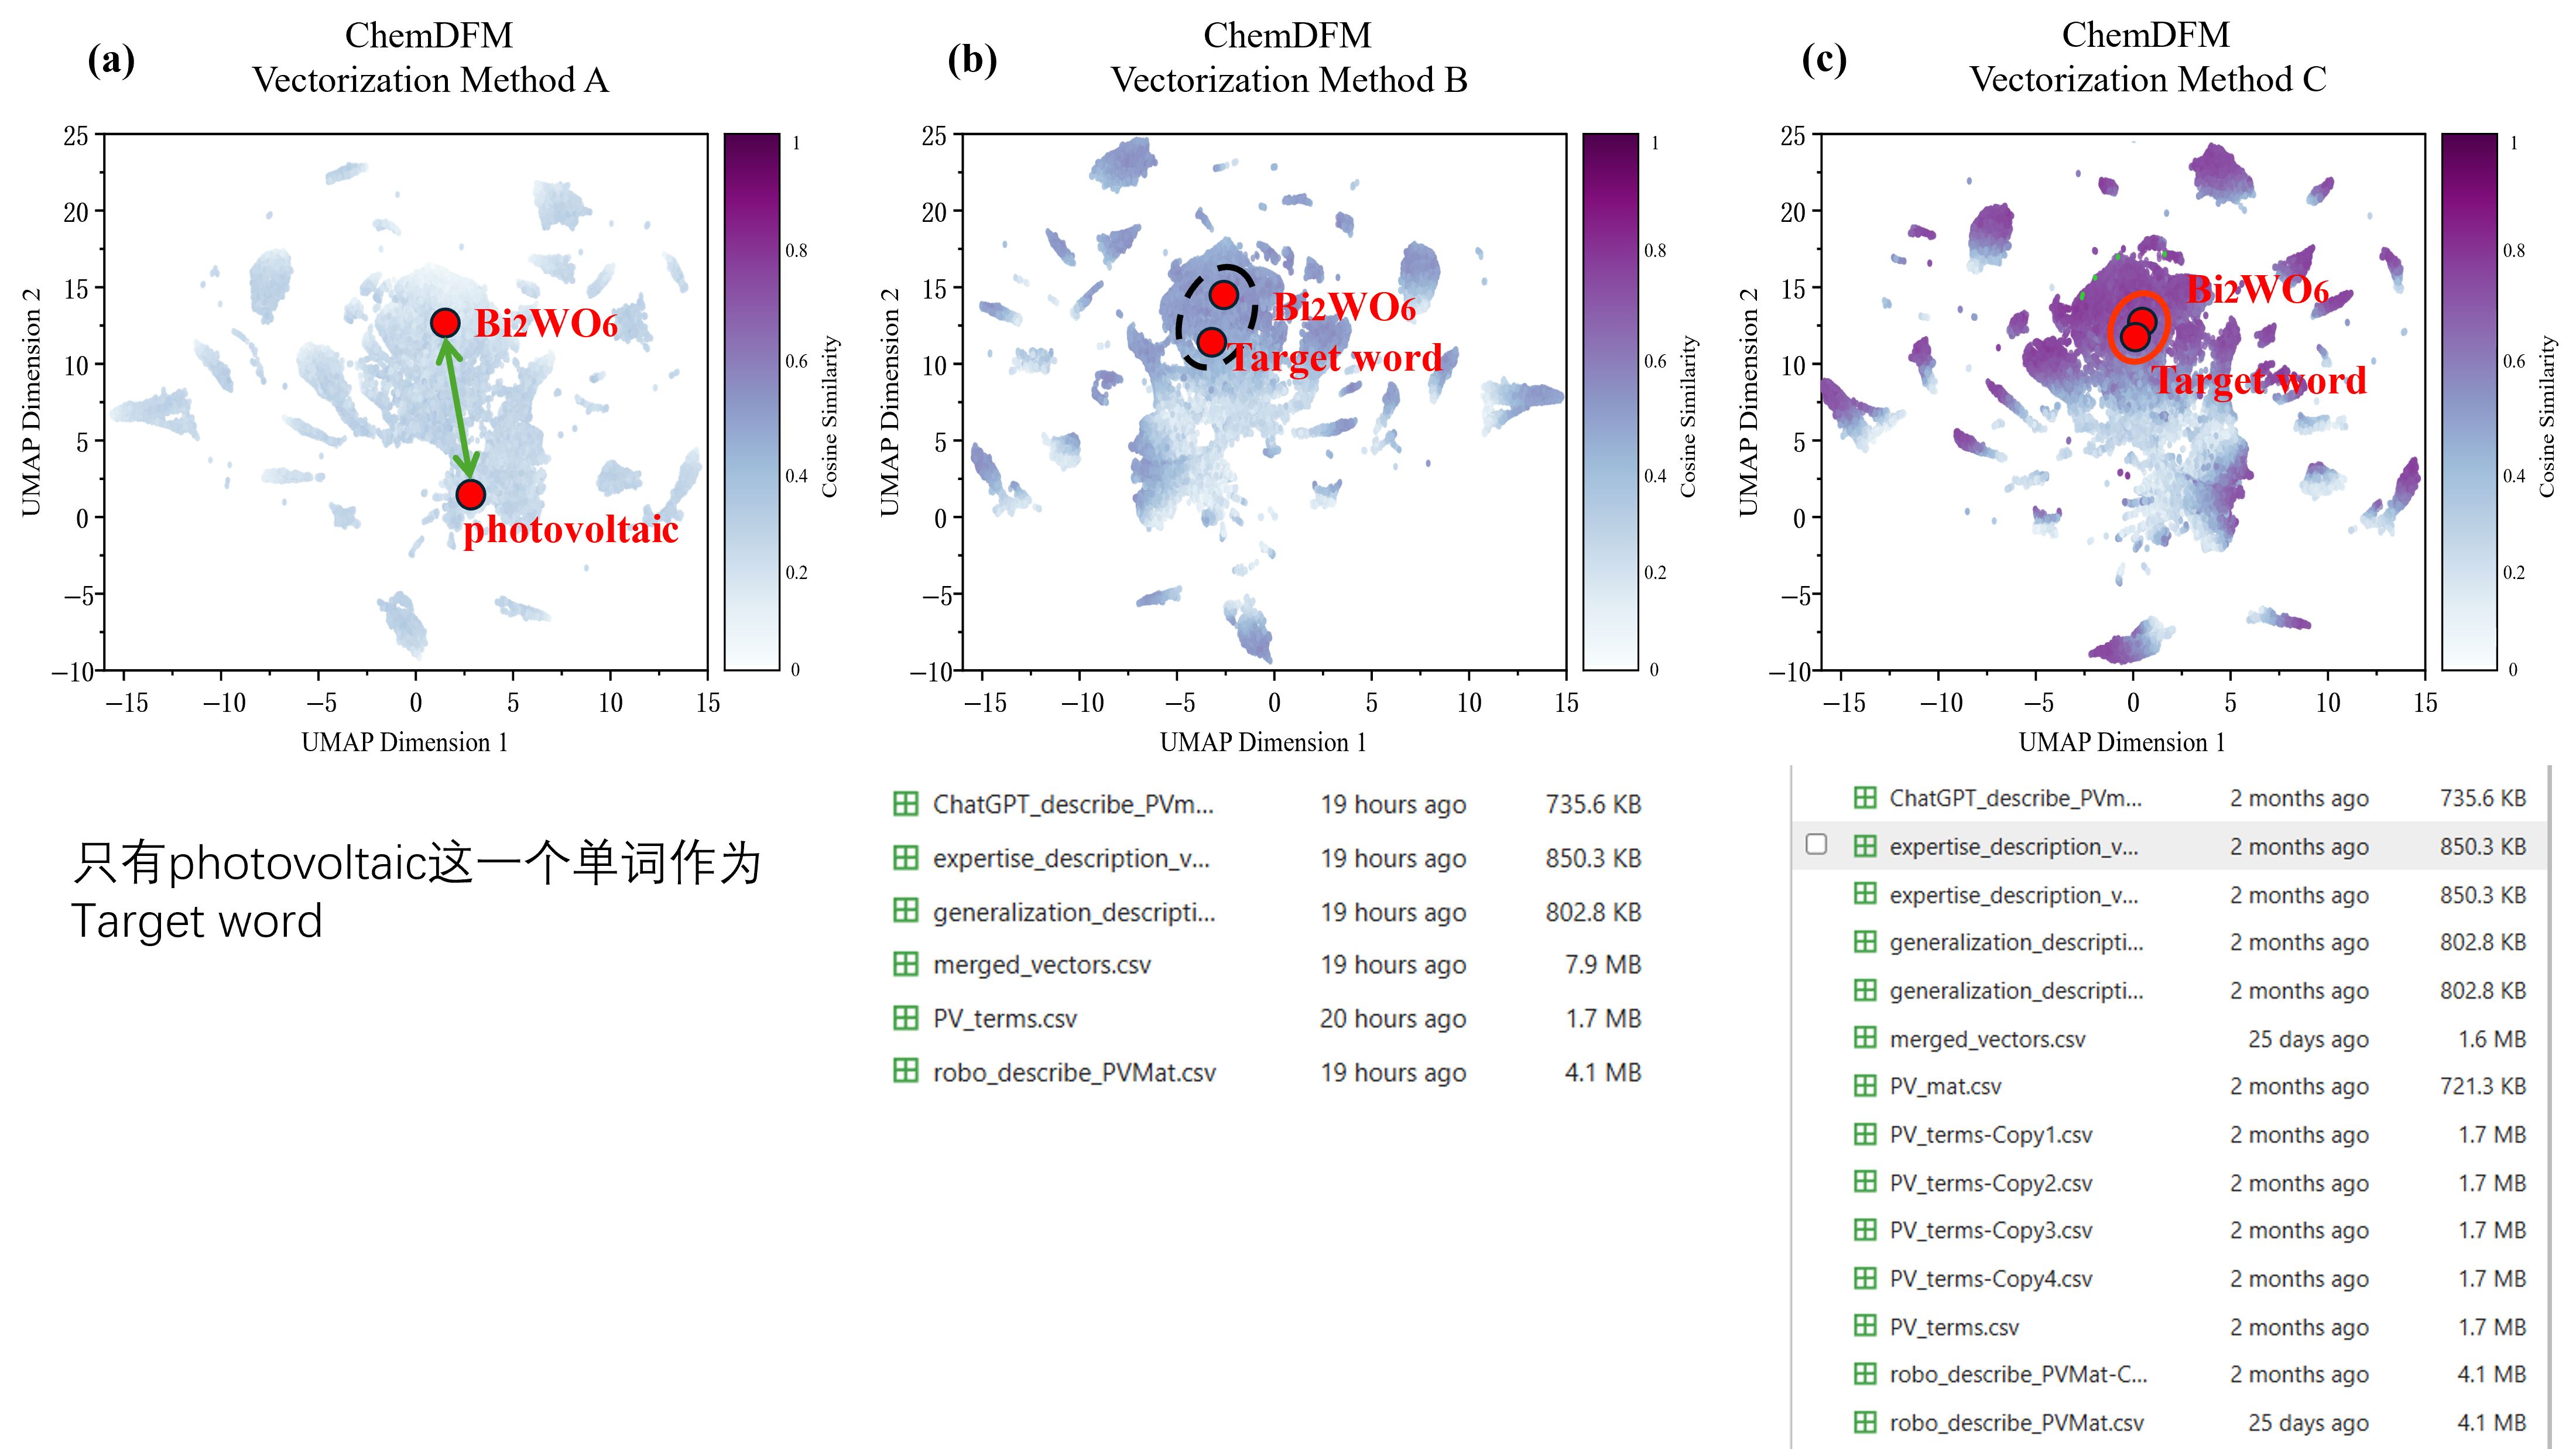 (a)
ChemDFM
Vectorization Method A
25
20
15
10
5
0
−5
−10
−15
−10
−5
0
5
10
15
UMAP Dimension 1
UMAP Dimension 2
Bi2WO6
photovoltaic
1
0.8
0.6
0.4
0.2
0
Cosine Similarity
(b)
ChemDFM
Vectorization Method B
25
20
15
10
5
0
−5
−10
−15
−10
−5
0
5
10
15
UMAP Dimension 1
UMAP Dimension 2
Bi2WO6
Target word
1
0.8
0.6
0.4
0.2
0
Cosine Similarity
(c)
ChemDFM
Vectorization Method C
25
20
15
10
5
0
−5
−10
−15
−10
−5
0
5
10
15
UMAP Dimension 1
UMAP Dimension 2
Bi2WO6
Target word
1
0.8
0.6
0.4
0.2
0
Cosine Similarity
只有photovoltaic这一个单词作为
Target word
ChatGPT_describe_PVm... 19 hours ago 735.6 KB
expertise_description_v... 19 hours ago 850.3 KB
generalization_descripti... 19 hours ago 802.8 KB
merged_vectors.csv 19 hours ago 7.9 MB
PV_terms.csv 20 hours ago 1.7 MB
robo_describe_PVMat.csv 19 hours ago 4.1 MB
ChatGPT_describe_PVm... 2 months ago 735.6 KB
expertise_description_v... 2 months ago 850.3 KB
expertise_description_v... 2 months ago 850.3 KB
generalization_descripti... 2 months ago 802.8 KB
generalization_descripti... 2 months ago 802.8 KB
merged_vectors.csv 25 days ago 1.6 MB
PV_mat.csv 2 months ago 721.3 KB
PV_terms-Copy1.csv 2 months ago 1.7 MB
PV_terms-Copy2.csv 2 months ago 1.7 MB
PV_terms-Copy3.csv 2 months ago 1.7 MB
PV_terms-Copy4.csv 2 months ago 1.7 MB
PV_terms.csv 2 months ago 1.7 MB
robo_describe_PVMat-C... 2 months ago 4.1 MB
robo_describe_PVMat.csv 25 days ago 4.1 MB